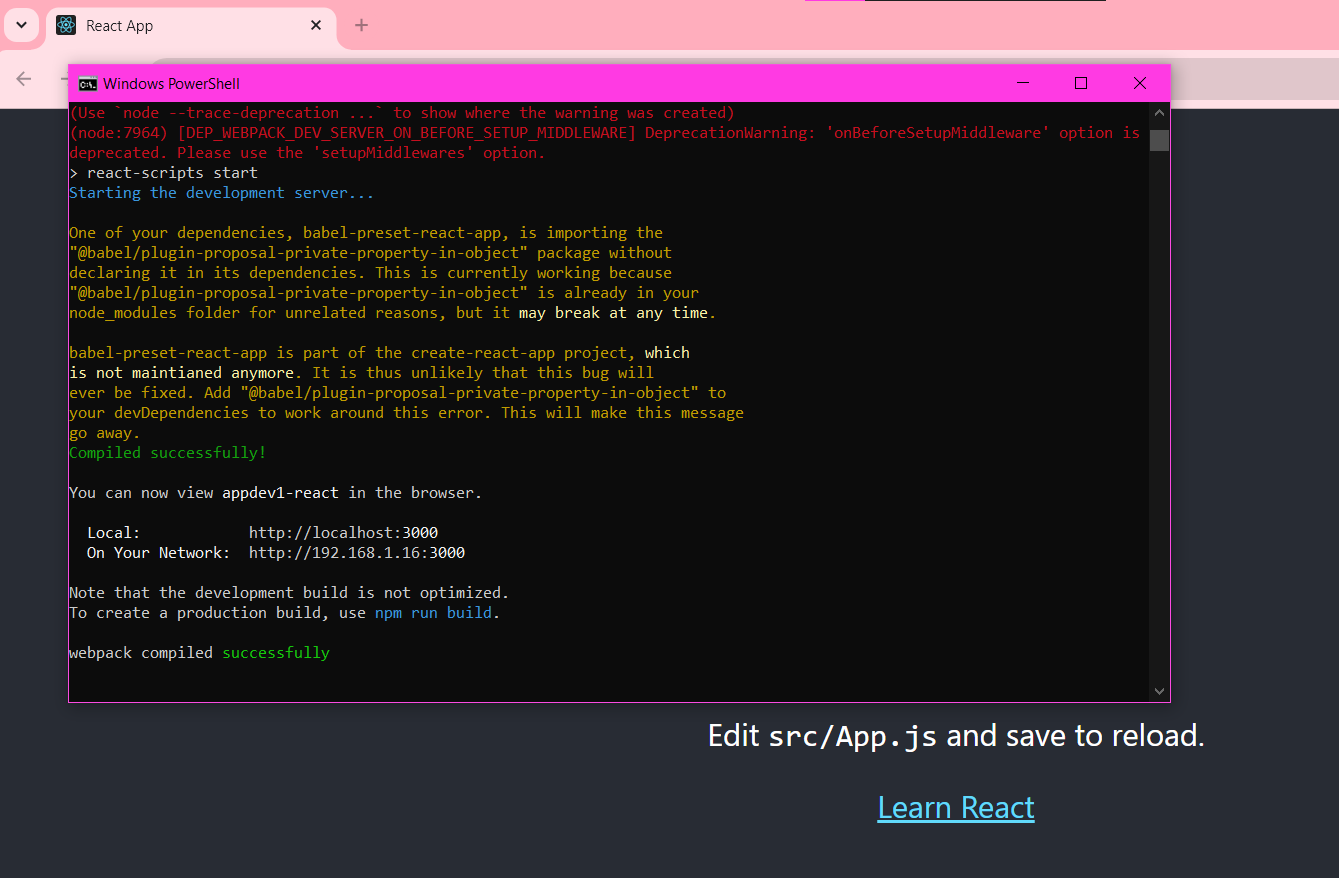 React App
Windows PowerShell
(Use `node --trace-deprecation ...` to show where the warning was created)
(node:7964) [DEP_WEBPACK_DEV_SERVER_ON_BEFORE_SETUP_MIDDLEWARE] DeprecationWarning: 'onBeforeSetupMiddleware' option is
deprecated. Please use the 'setupMiddlewares' option.
> react-scripts start
Starting the development server...
One of your dependencies, babel-preset-react-app, is importing the
"@babel/plugin-proposal-private-property-in-object" package without
declaring it in its dependencies. This is currently working because
"@babel/plugin-proposal-private-property-in-object" is already in your
node_modules folder for unrelated reasons, but it may break at any time.
babel-preset-react-app is part of the create-react-app project, which
is not maintianed anymore. It is thus unlikely that this bug will
ever be fixed. Add "@babel/plugin-proposal-private-property-in-object" to
your devDependencies to work around this error. This will make this message
go away.
Compiled successfully!
You can now view appdev1-react in the browser.
Local: http://localhost:3000
On Your Network: http://192.168.1.16:3000
Note that the development build is not optimized.
To create a production build, use npm run build.
webpack compiled successfully
Edit src/App.js and save to reload.
Learn React